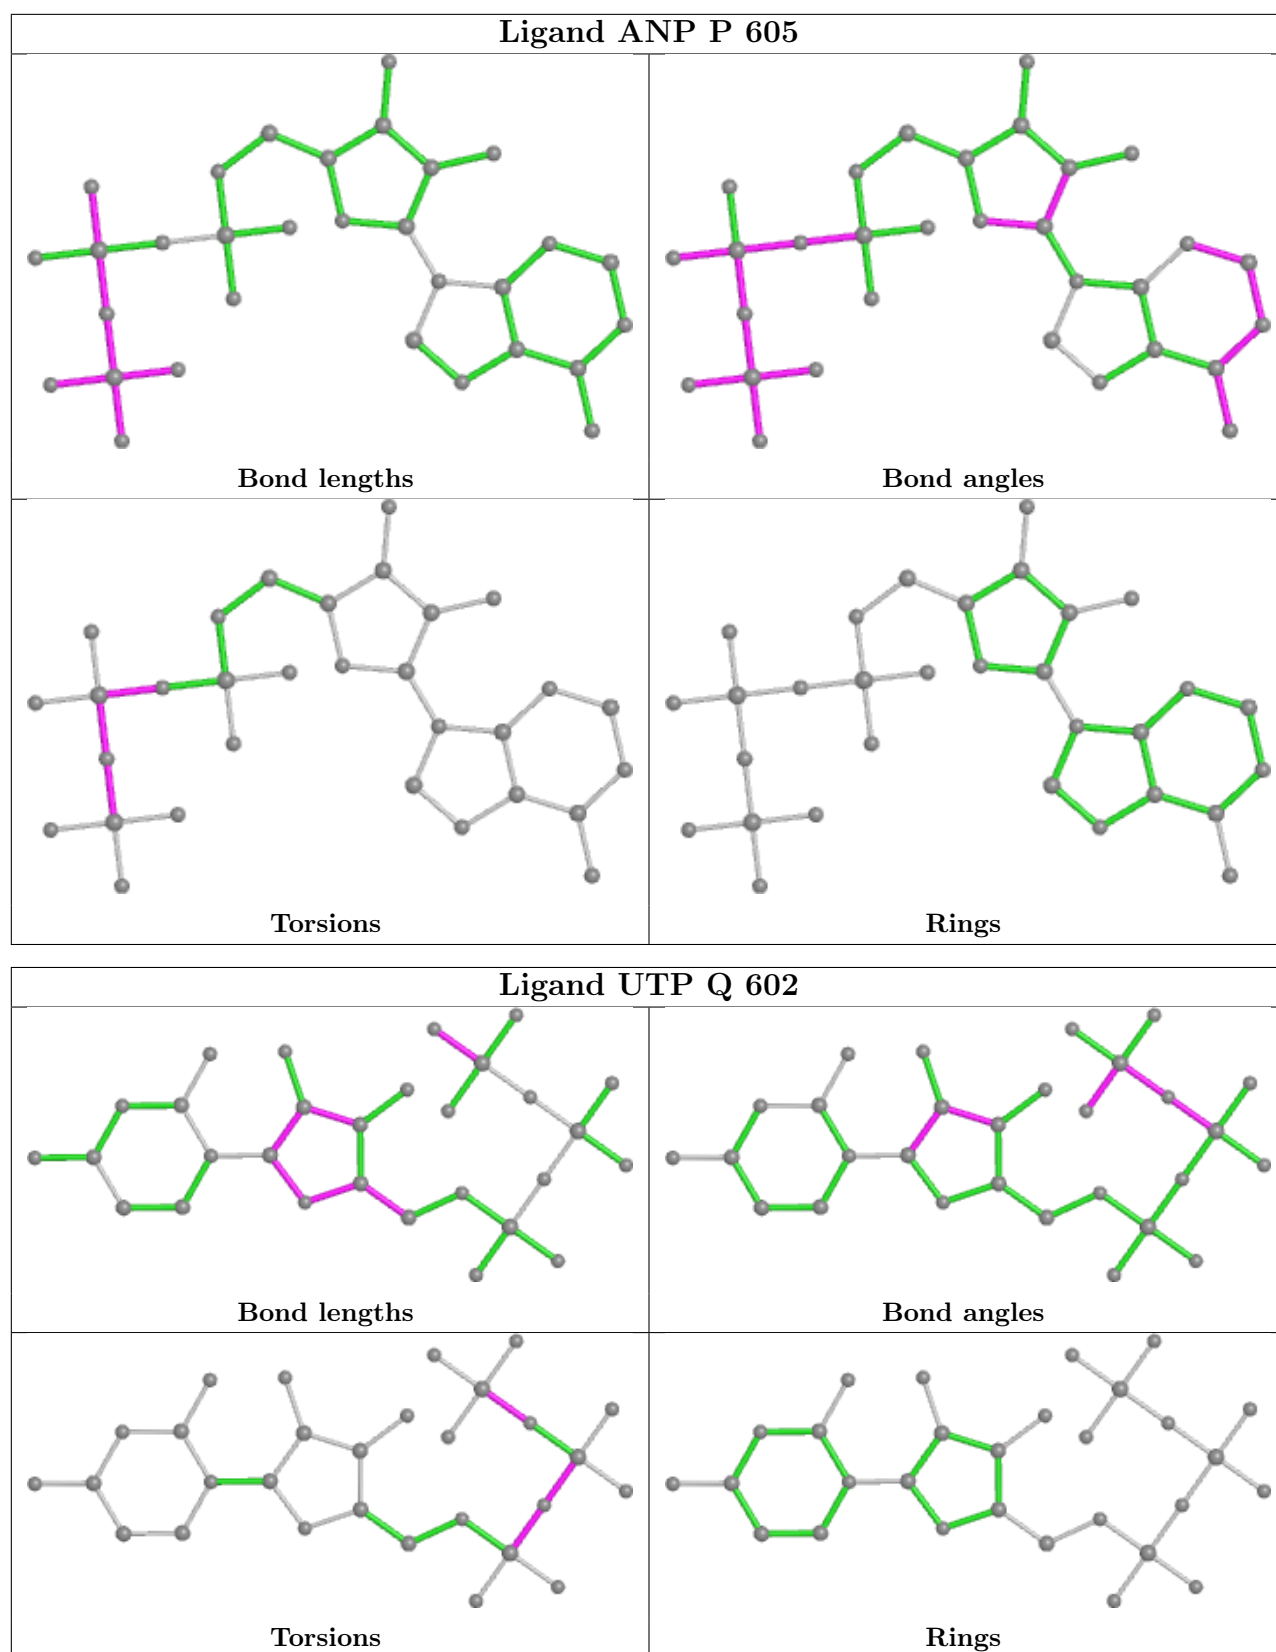 Ligand ANP P 605
Bond lengths
Bond angles
Torsions
Rings
Ligand UTP Q 602
Bond lengths
Bond angles
Torsions
Rings